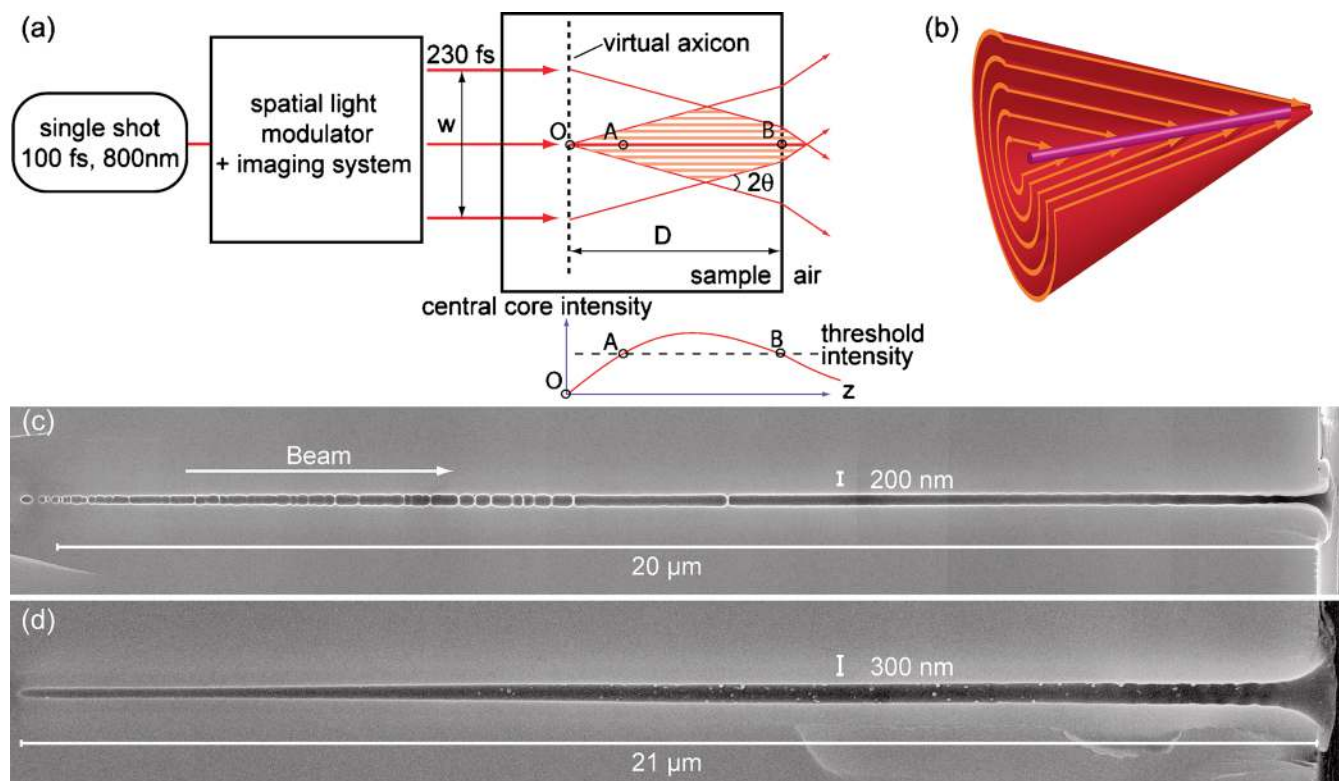 (a)
single shot
100 fs, 800nm
spatial light
modulator
+ imaging system
230 fs
w
virtual axicon
O
A
B
2θ
D
sample
air
central core intensity
A
B
threshold
intensity
O
z
(b)
(c)
Beam
200 nm
20 µm
(d)
300 nm
21 µm